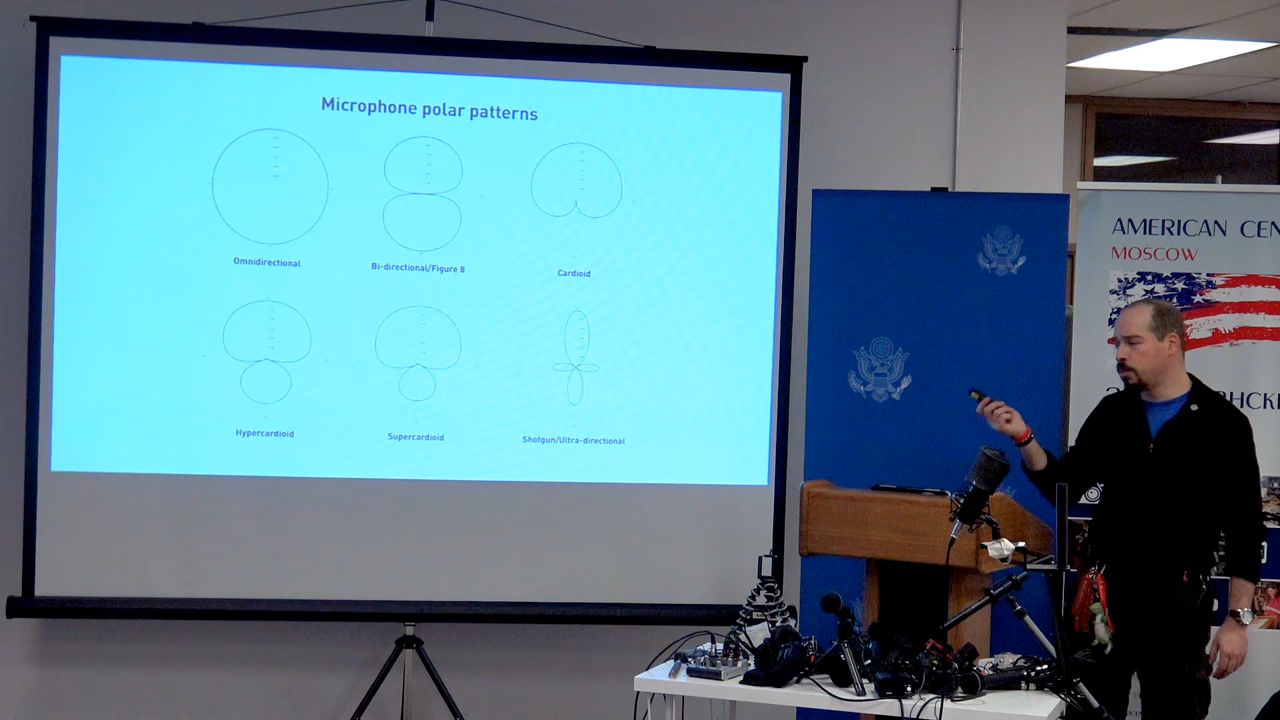 Microphone polar patterns
Omnidirectional
Bi-directional/Figure 8
Cardioid
Hypercardioid
Supercardioid
Shotgun/Ultra-directional
AMERICAN CEN
MOSCOW